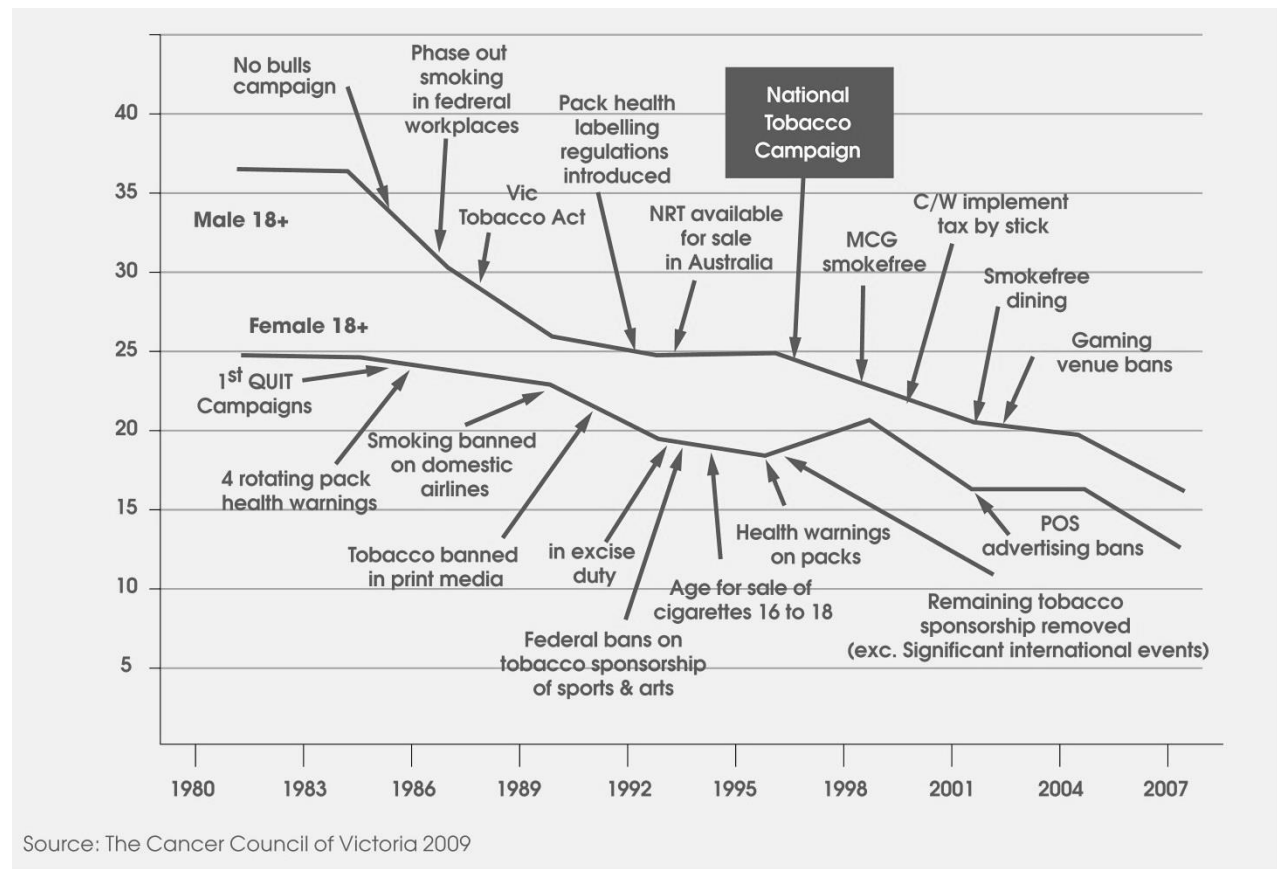 No bulls
campaign
Phase out
smoking
in fedreral
workplaces
Pack health
labelling
regulations
introduced
National
Tobacco
Campaign
Vic
Tobacco Act
NRT available
for sale
in Australia
MCG
smokefree
C/W implement
tax by stick
Smokefree
dining
Gaming
venue bans
Male 18+
Female 18+
1st QUIT
Campaigns
4 rotating pack
health warnings
Smoking banned
on domestic
airlines
Tobacco banned
in print media
in excise
duty
Federal bans on
tobacco sponsorship
of sports & arts
Age for sale of
cigarettes 16 to 18
Health warnings
on packs
POS
advertising bans
Remaining tobacco
sponsorship removed
(exc. Significant international events)
40
35
30
25
20
15
10
5
1980 1983 1986 1989 1992 1995 1998 2001 2004 2007
Source: The Cancer Council of Victoria 2009